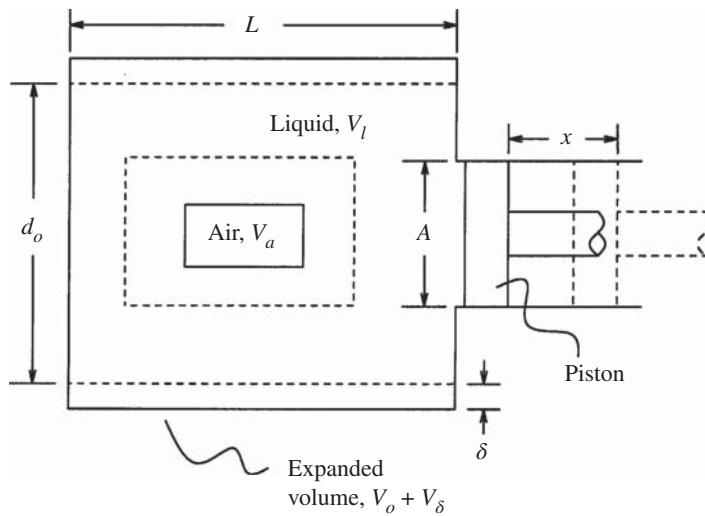 L
Liquid, V_l
x
d_o
Air, V_a
A
Piston
δ
Expanded
volume, V_o + V_δ